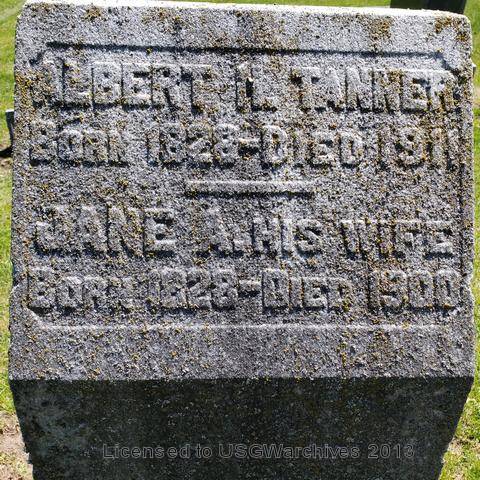 ALBERT H. TANNER
BORN 1828-DIED 1911
JANE A. HIS WIFE
BORN 1828-DIED 1900
Licensed to USGWarchives 2013